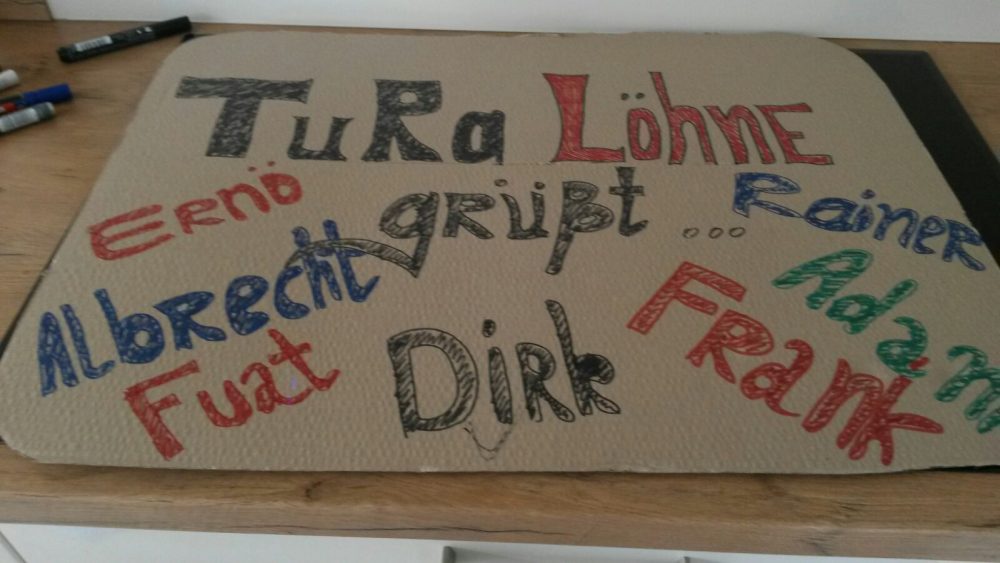 TuRa Löhne
grüßt ...
Ernö
Rainer
Albrecht
Adam
Fuat
Dirk
Frank